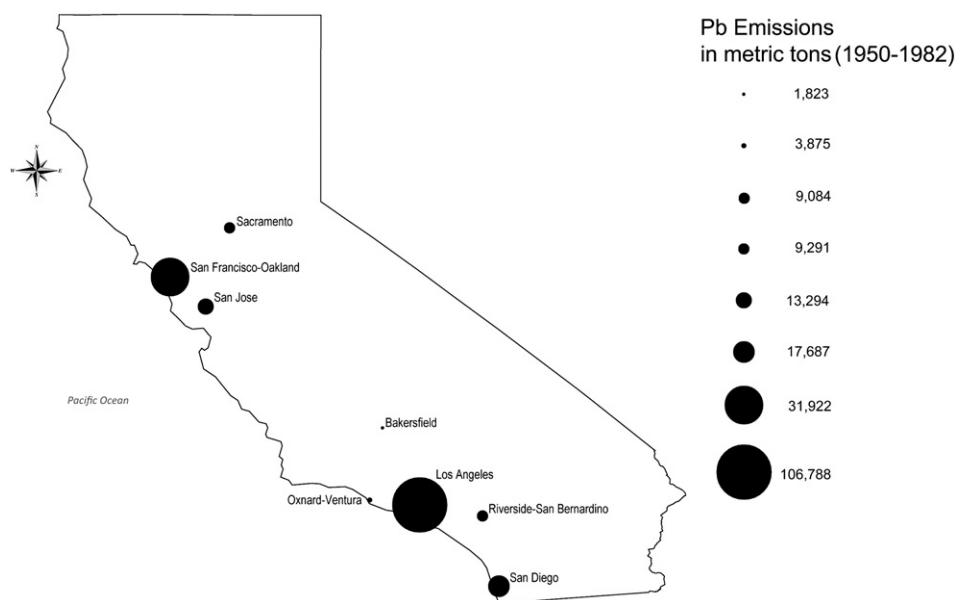 Pb Emissions
in metric tons (1950-1982)
1,823
3,875
9,084
9,291
13,294
17,687
31,922
106,788
N
W E
S
Sacramento
San Francisco-Oakland
San Jose
Pacific Ocean
Bakersfield
Los Angeles
Oxnard-Ventura
Riverside-San Bernardino
San Diego